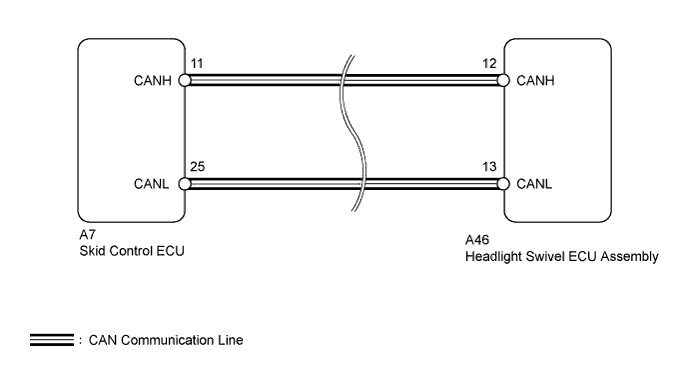 11
12
CANH
CANH
25
13
CANL
CANL
A7
Skid Control ECU
A46
Headlight Swivel ECU Assembly
: CAN Communication Line